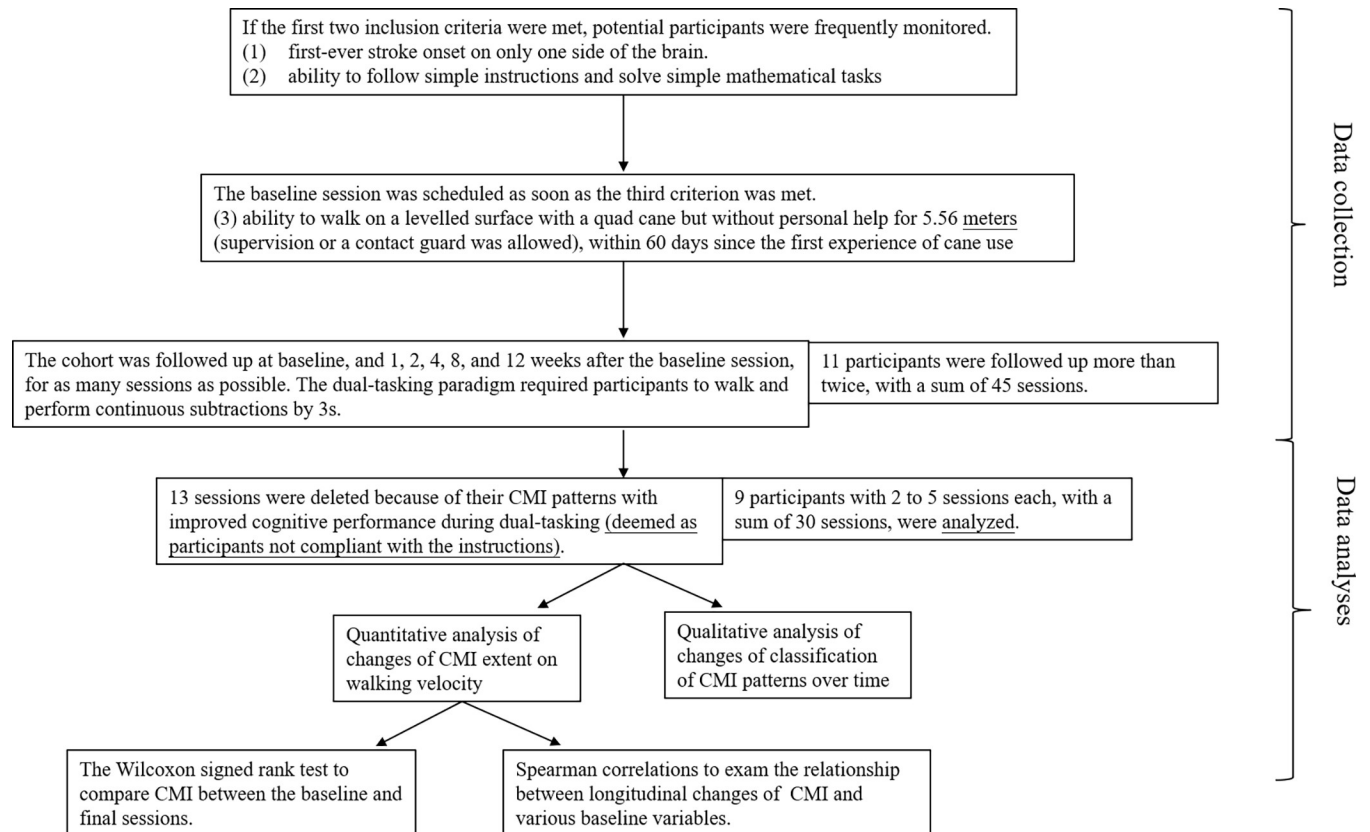 If the first two inclusion criteria were met, potential participants were frequently monitored.
(1) first-ever stroke onset on only one side of the brain.
(2) ability to follow simple instructions and solve simple mathematical tasks
The baseline session was scheduled as soon as the third criterion was met.
(3) ability to walk on a levelled surface with a quad cane but without personal help for 5.56 meters
(supervision or a contact guard was allowed), within 60 days since the first experience of cane use
The cohort was followed up at baseline, and 1, 2, 4, 8, and 12 weeks after the baseline session,
for as many sessions as possible. The dual-tasking paradigm required participants to walk and
perform continuous subtractions by 3s.
11 participants were followed up more than
twice, with a sum of 45 sessions.
Data collection
13 sessions were deleted because of their CMI patterns with
improved cognitive performance during dual-tasking (deemed as
participants not compliant with the instructions).
9 participants with 2 to 5 sessions each, with a
sum of 30 sessions, were analyzed.
Quantitative analysis of
changes of CMI extent on
walking velocity
Qualitative analysis of
changes of classification
of CMI patterns over time
The Wilcoxon signed rank test to
compare CMI between the baseline and
final sessions.
Spearman correlations to exam the relationship
between longitudinal changes of CMI and
various baseline variables.
Data analyses